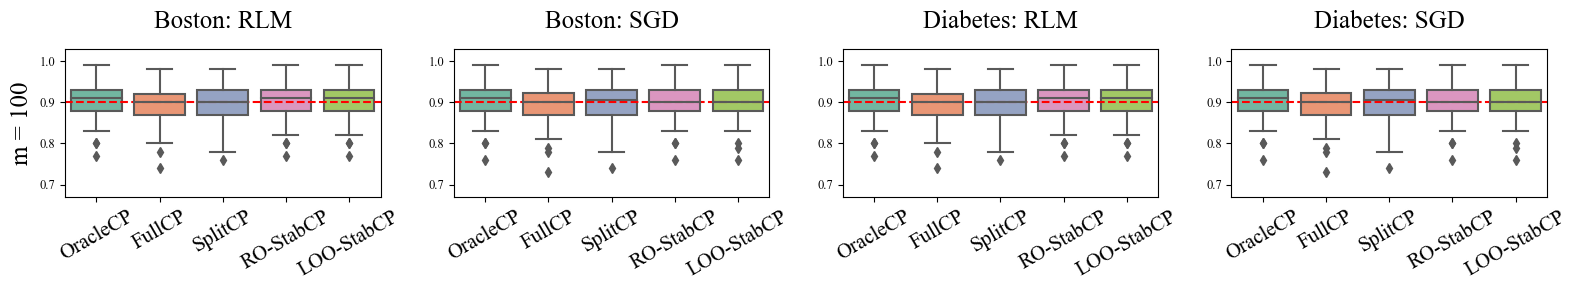 Boston: RLM
Boston: SGD
Diabetes: RLM
Diabetes: SGD
m = 100
1.0
0.9
0.8
0.7
OracleCP
FullCP
SplitCP
RO-StabCP
LOO-StabCP
1.0
0.9
0.8
0.7
OracleCP
FullCP
SplitCP
RO-StabCP
LOO-StabCP
1.0
0.9
0.8
0.7
OracleCP
FullCP
SplitCP
RO-StabCP
LOO-StabCP
1.0
0.9
0.8
0.7
OracleCP
FullCP
SplitCP
RO-StabCP
LOO-StabCP